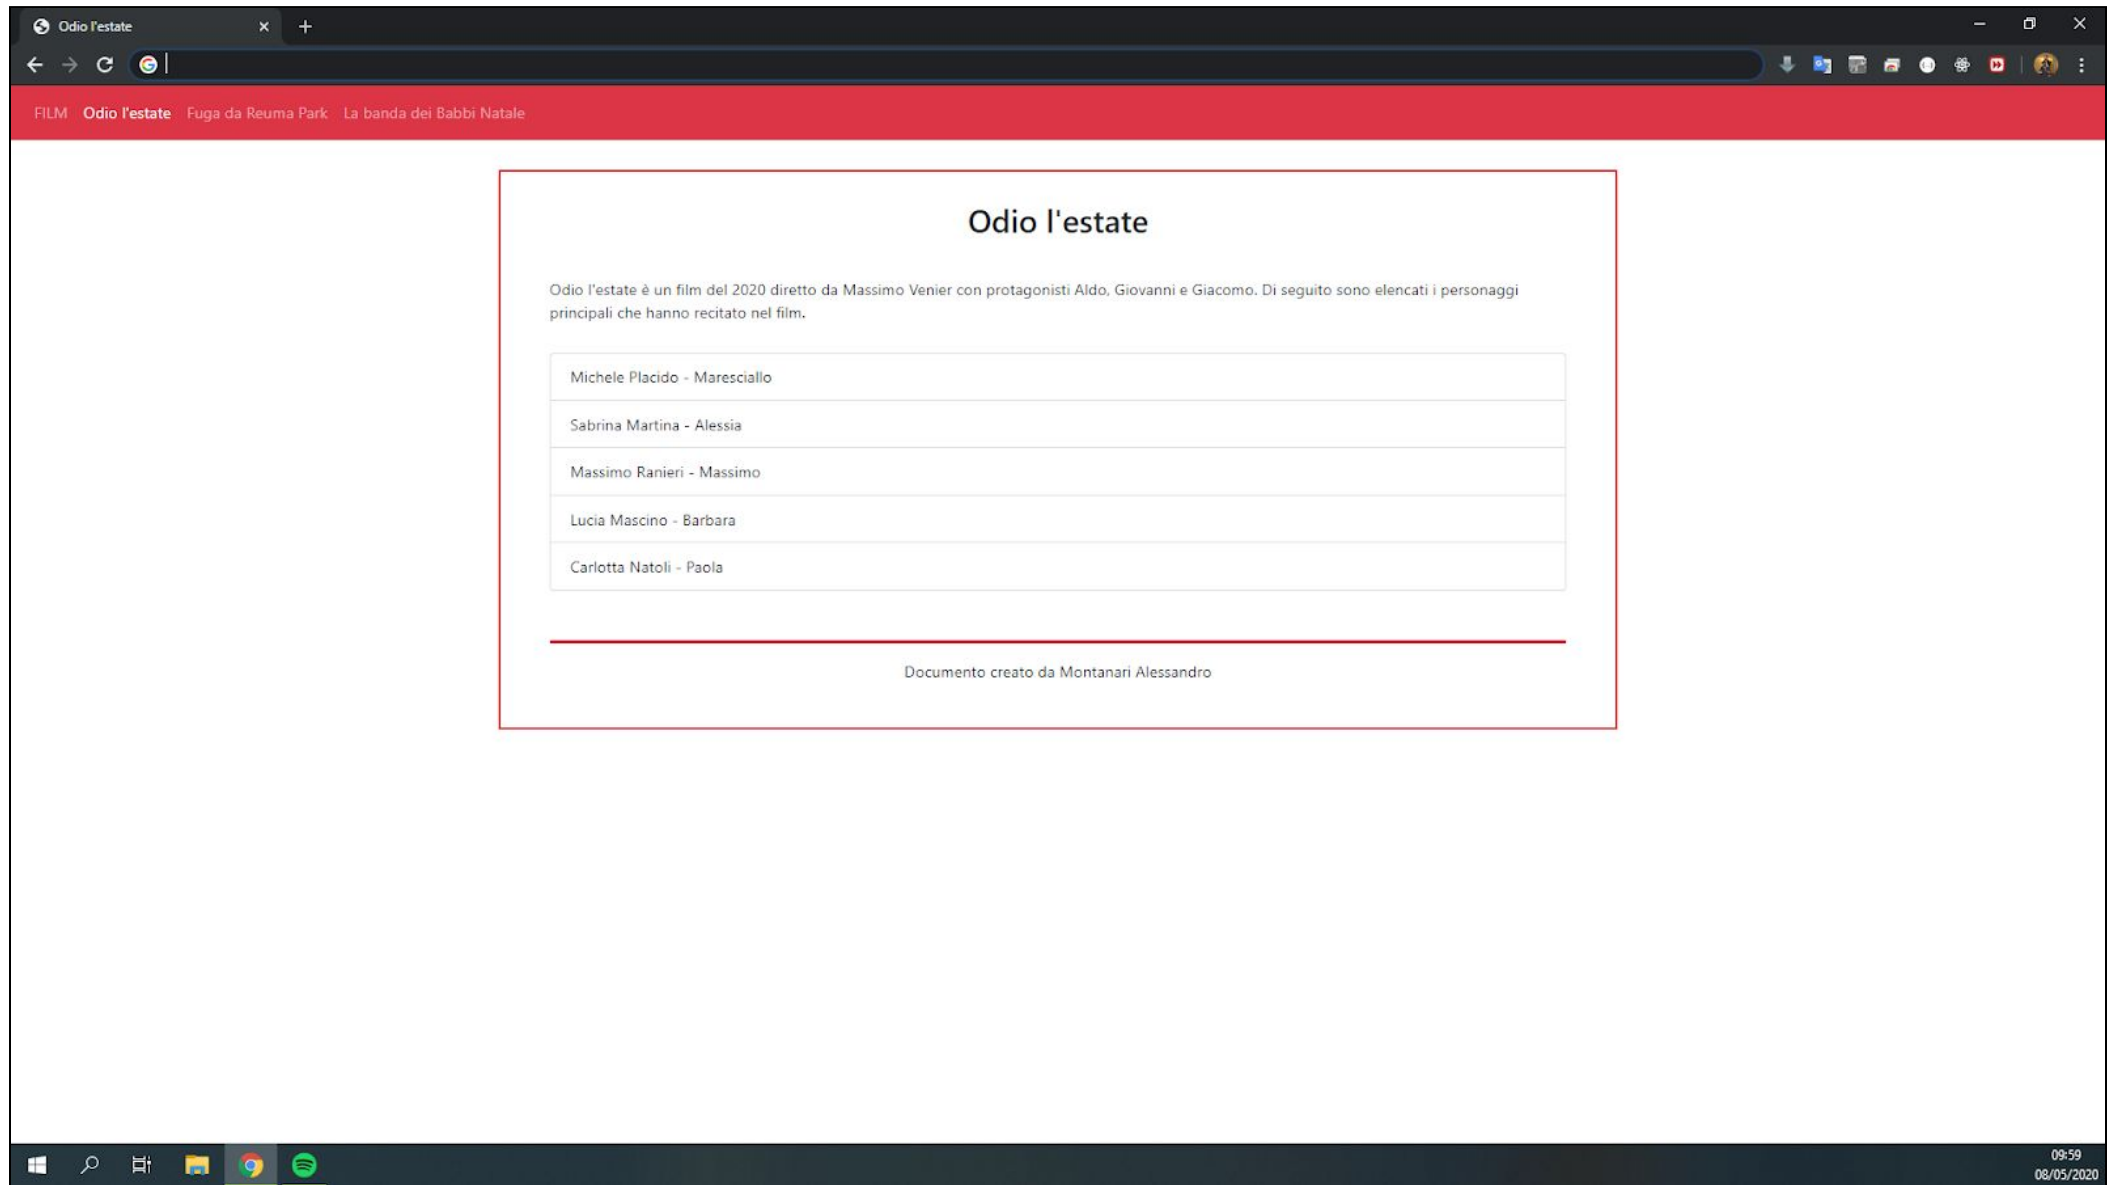 Odio l'estate
FILM Odio l'estate Fuga da Reuma Park La banda dei Babbi Natale
Odio l'estate
Odio l'estate è un film del 2020 diretto da Massimo Venier con protagonisti Aldo, Giovanni e Giacomo. Di seguito sono elencati i personaggi
principali che hanno recitato nel film.
Michele Placido - Maresciallo
Sabrina Martina - Alessia
Massimo Ranieri - Massimo
Lucia Mascino - Barbara
Carlotta Natoli - Paola
Documento creato da Montanari Alessandro
09:59
08/05/2020